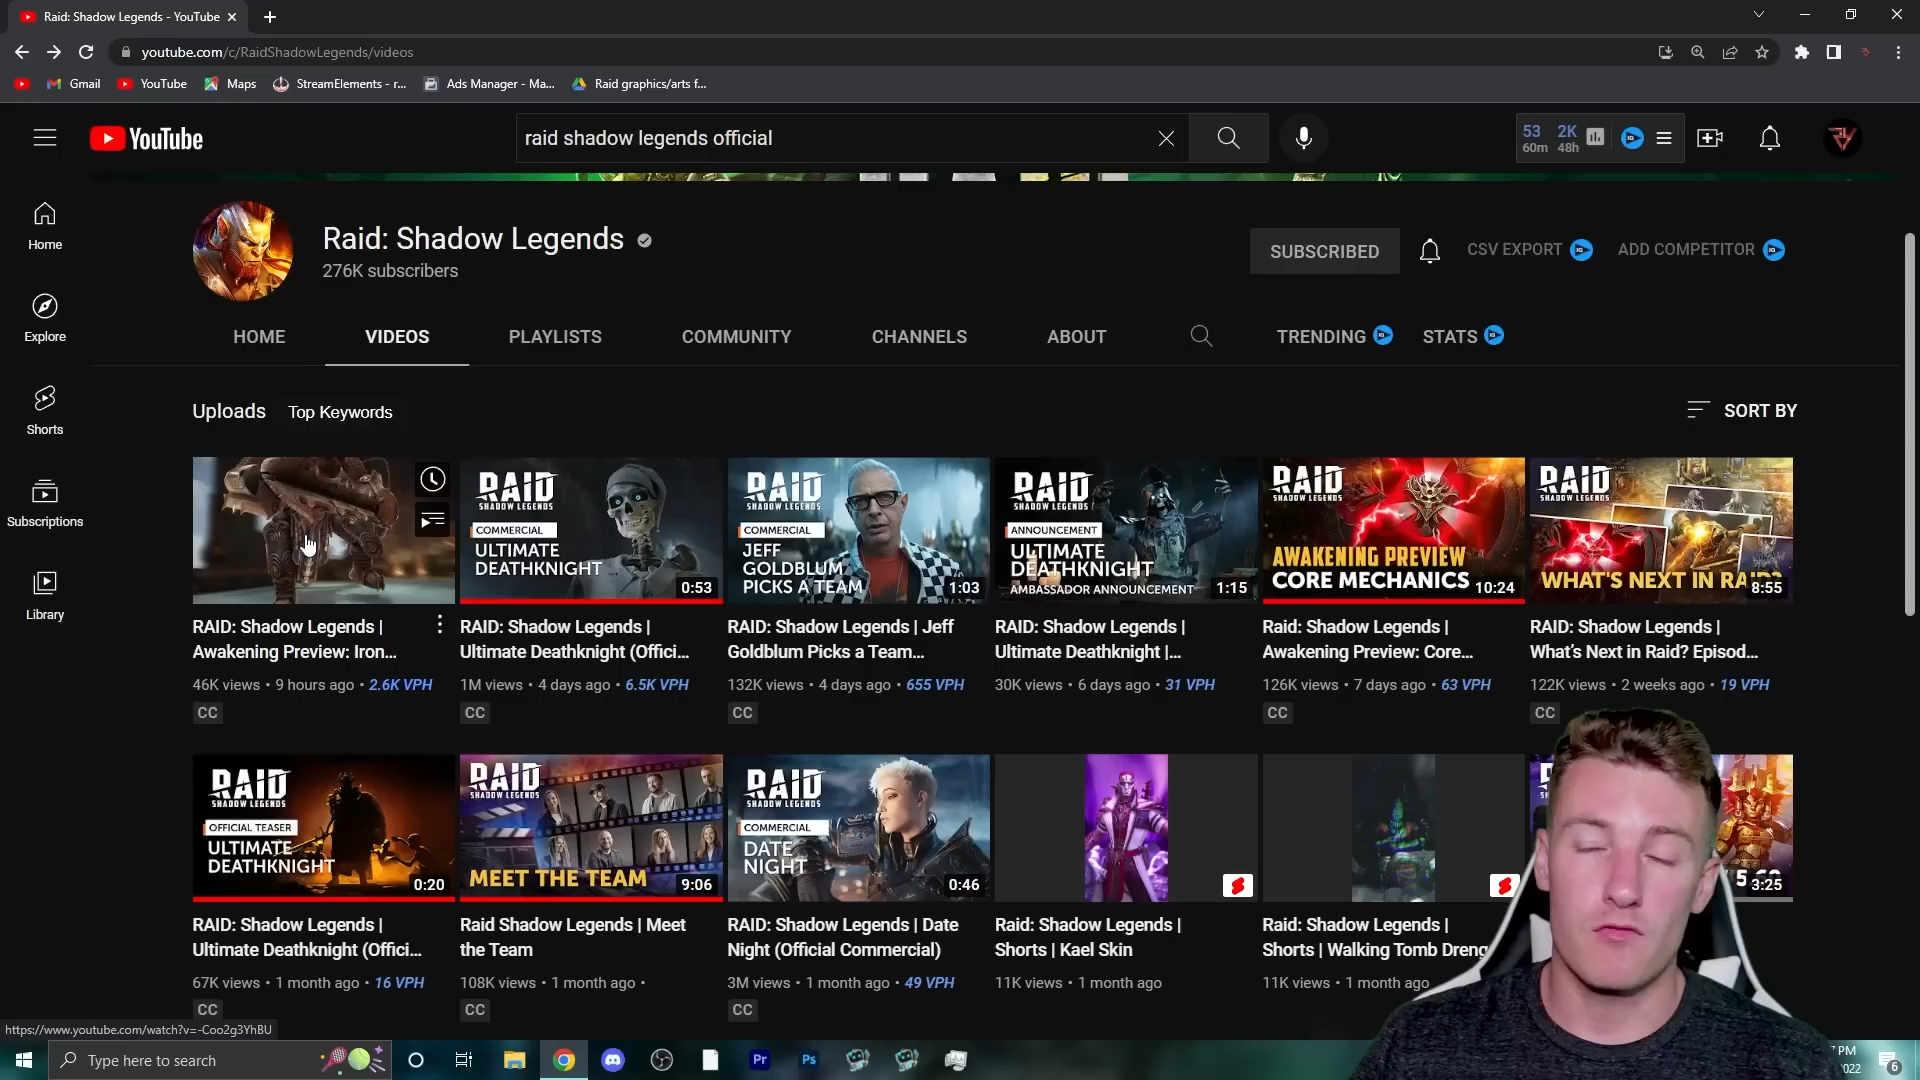 Raid: Shadow Legends - YouTube
youtube.com/c/RaidShadowLegends/videos
Gmail YouTube Maps StreamElements - r... Ads Manager - Ma... Raid graphics/arts f...
YouTube
raid shadow legends official
53 2K
60m 48h
Home
Explore
Shorts
Subscriptions
Library
Raid: Shadow Legends
276K subscribers
SUBSCRIBED
CSV EXPORT
ADD COMPETITOR
HOME VIDEOS PLAYLISTS COMMUNITY CHANNELS ABOUT TRENDING STATS
Uploads Top Keywords
SORT BY
RAID: Shadow Legends |
Awakening Preview: Iron...
46K views • 9 hours ago • 2.6K VPH
CC
RAID
SHADOW LEGENDS
COMMERCIAL
ULTIMATE
DEATHKNIGHT
0:53
RAID: Shadow Legends |
Ultimate Deathknight (Offici...
1M views • 4 days ago • 6.5K VPH
CC
RAID
SHADOW LEGENDS
COMMERCIAL
JEFF
GOLDBLUM
PICKS A TEAM
1:03
RAID: Shadow Legends | Jeff
Goldblum Picks a Team...
132K views • 4 days ago • 655 VPH
CC
RAID
SHADOW LEGENDS
ANNOUNCEMENT
ULTIMATE
DEATHKNIGHT
AMBASSADOR ANNOUNCEMENT
1:15
RAID: Shadow Legends |
Ultimate Deathknight |...
30K views • 6 days ago • 31 VPH
RAID
SHADOW LEGENDS
AWAKENING PREVIEW
CORE MECHANICS
10:24
Raid: Shadow Legends |
Awakening Preview: Core...
126K views • 7 days ago • 63 VPH
CC
RAID
SHADOW LEGENDS
WHAT'S NEXT IN RAID?
8:55
RAID: Shadow Legends |
What's Next in Raid? Episod...
122K views • 2 weeks ago • 19 VPH
CC
RAID
SHADOW LEGENDS
OFFICIAL TEASER
ULTIMATE
DEATHKNIGHT
0:20
RAID: Shadow Legends |
Ultimate Deathknight (Offici...
67K views • 1 month ago • 16 VPH
CC
RAID
SHADOW LEGENDS
MEET THE TEAM
9:06
Raid Shadow Legends | Meet
the Team
108K views • 1 month ago •
CC
RAID
SHADOW LEGENDS
COMMERCIAL
DATE
NIGHT
0:46
RAID: Shadow Legends | Date
Night (Official Commercial)
3M views • 1 month ago • 49 VPH
CC
Raid: Shadow Legends |
Shorts | Kael Skin
11K views • 1 month ago
Raid: Shadow Legends |
Shorts | Walking Tomb Dreng
11K views • 1 month ago
3:25
https://www.youtube.com/watch?v=-Coo2g3YhBU
Type here to search
Pr
Ps
PM
6